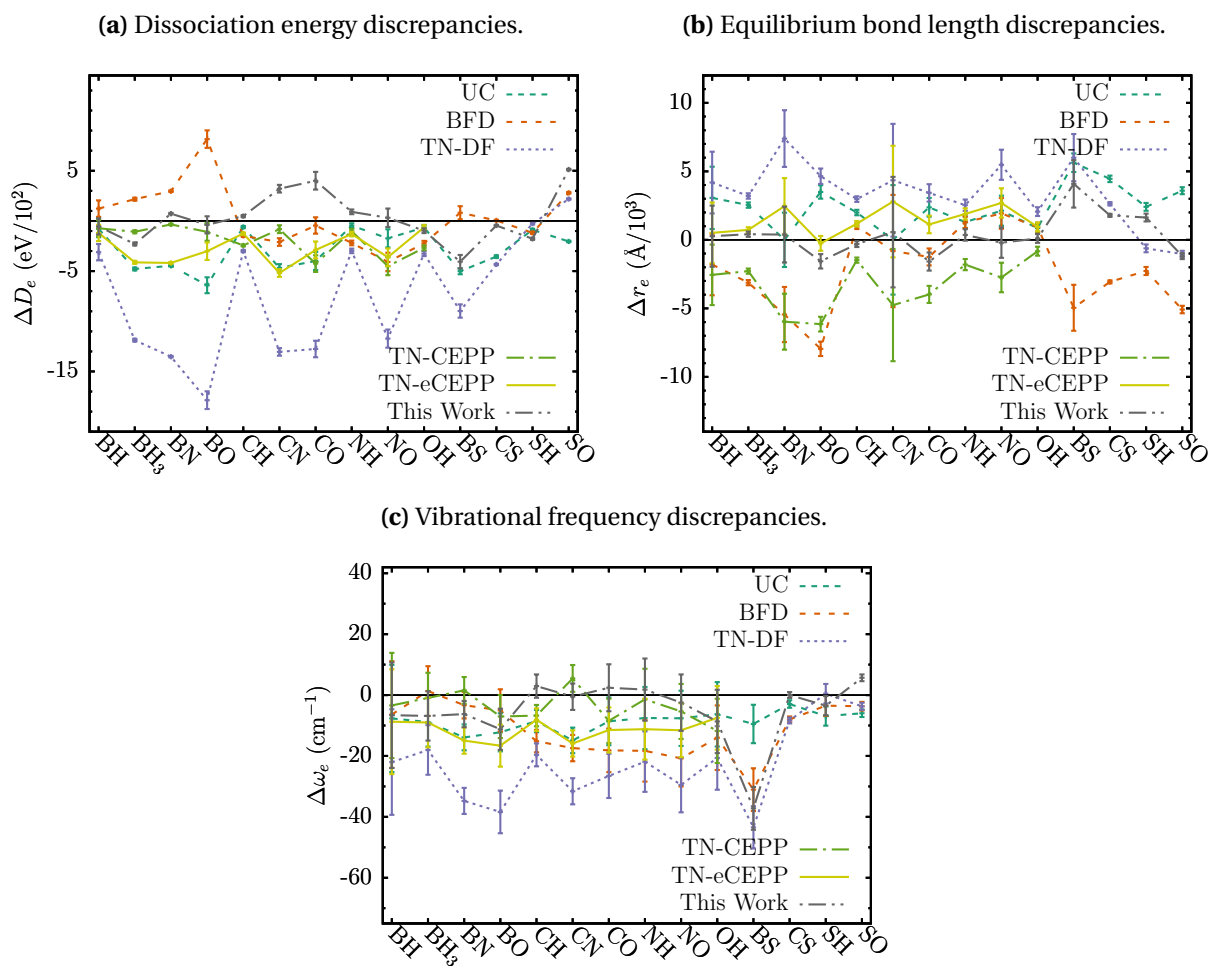 (a) Dissociation energy discrepancies.
UC
BFD
TN-DF
5
-5
-15
ΔDₑ (eV/10²)
TN-CEPP
TN-eCEPP
This Work
BH
BH₃
BN
BO
CH
CN
CO
NH
NO
OH
BS
CS
SH
SO
(b) Equilibrium bond length discrepancies.
UC
BFD
TN-DF
10
5
0
-5
-10
Δrₑ (Å/10³)
TN-CEPP
TN-eCEPP
This Work
BH
BH₃
BN
BO
CH
CN
CO
NH
NO
OH
BS
CS
SH
SO
(c) Vibrational frequency discrepancies.
UC
BFD
TN-DF
40
20
0
-20
-40
-60
Δωₑ (cm⁻¹)
TN-CEPP
TN-eCEPP
This Work
BH
BH₃
BN
BO
CH
CN
CO
NH
NO
OH
BS
CS
SH
SO